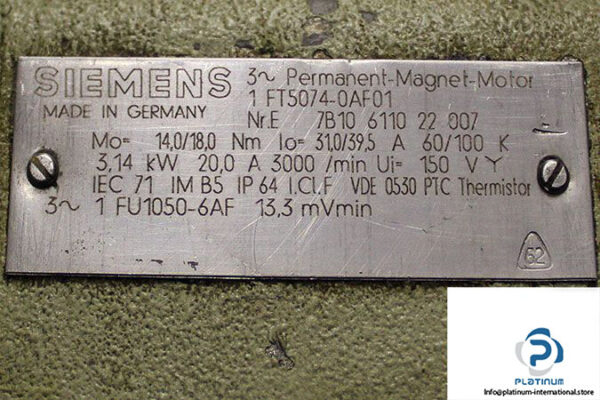 SIEMENS 3~ Permanent-Magnet-Motor
1 FT5074-0AF01
MADE IN GERMANY Nr.E 7B10 6110 22 007
Mo= 14,0/18,0 Nm Io= 31,0/39,5 A 60/100 K
3,14 kW 20,0 A 3000 /min Ui= 150 V Y
IEC 71 IM B5 IP 64 I.Cl.F VDE 0530 PTC Thermistor
3~ 1 FU1050-6AF 13,3 mVmin
62
PLATINUM
Info@platinum-international.store